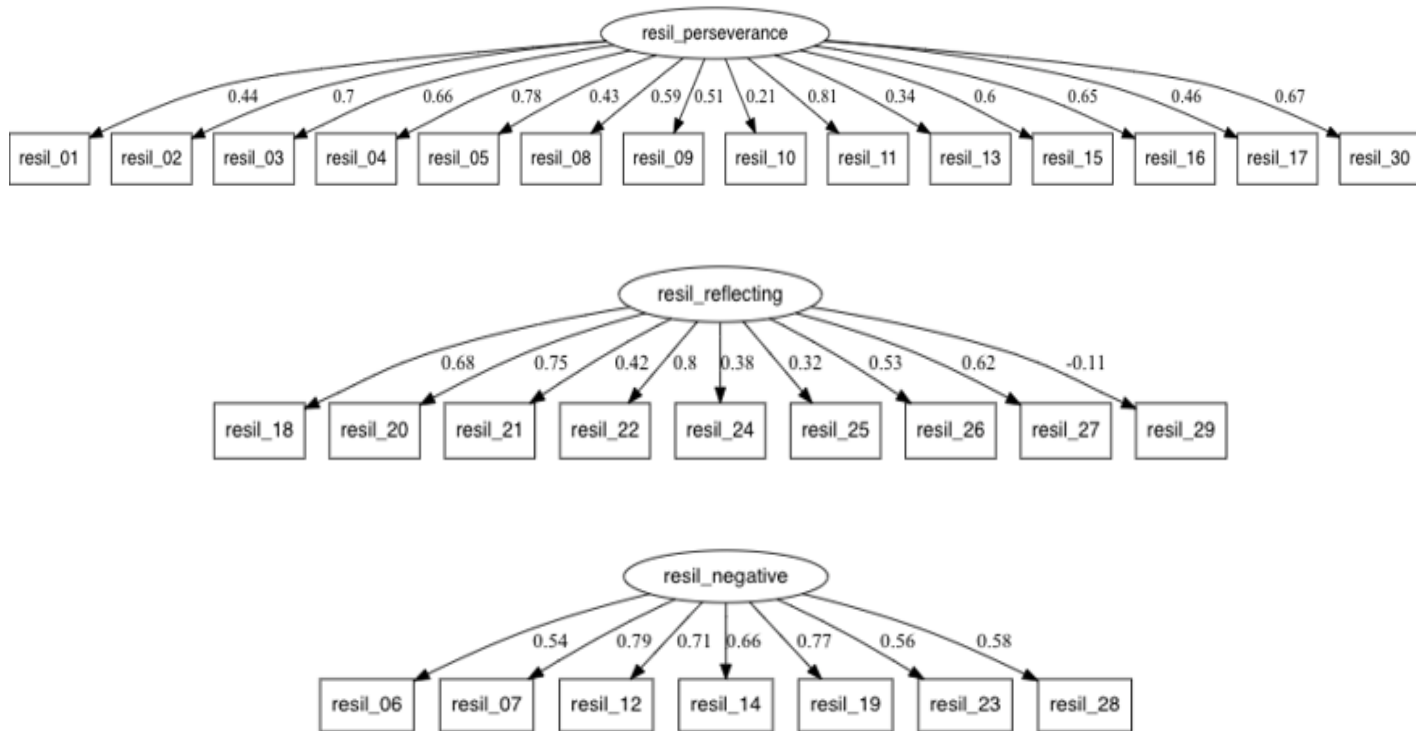 resil_perseverance
0.44 0.7 0.66 0.78 0.43 0.59 0.51 0.21 0.81 0.34 0.6 0.65 0.46 0.67
resil_01 resil_02 resil_03 resil_04 resil_05 resil_08 resil_09 resil_10 resil_11 resil_13 resil_15 resil_16 resil_17 resil_30
resil_reflecting
0.68 0.75 0.42 0.8 0.38 0.32 0.53 0.62 -0.11
resil_18 resil_20 resil_21 resil_22 resil_24 resil_25 resil_26 resil_27 resil_29
resil_negative
0.54 0.79 0.71 0.66 0.77 0.56 0.58
resil_06 resil_07 resil_12 resil_14 resil_19 resil_23 resil_28